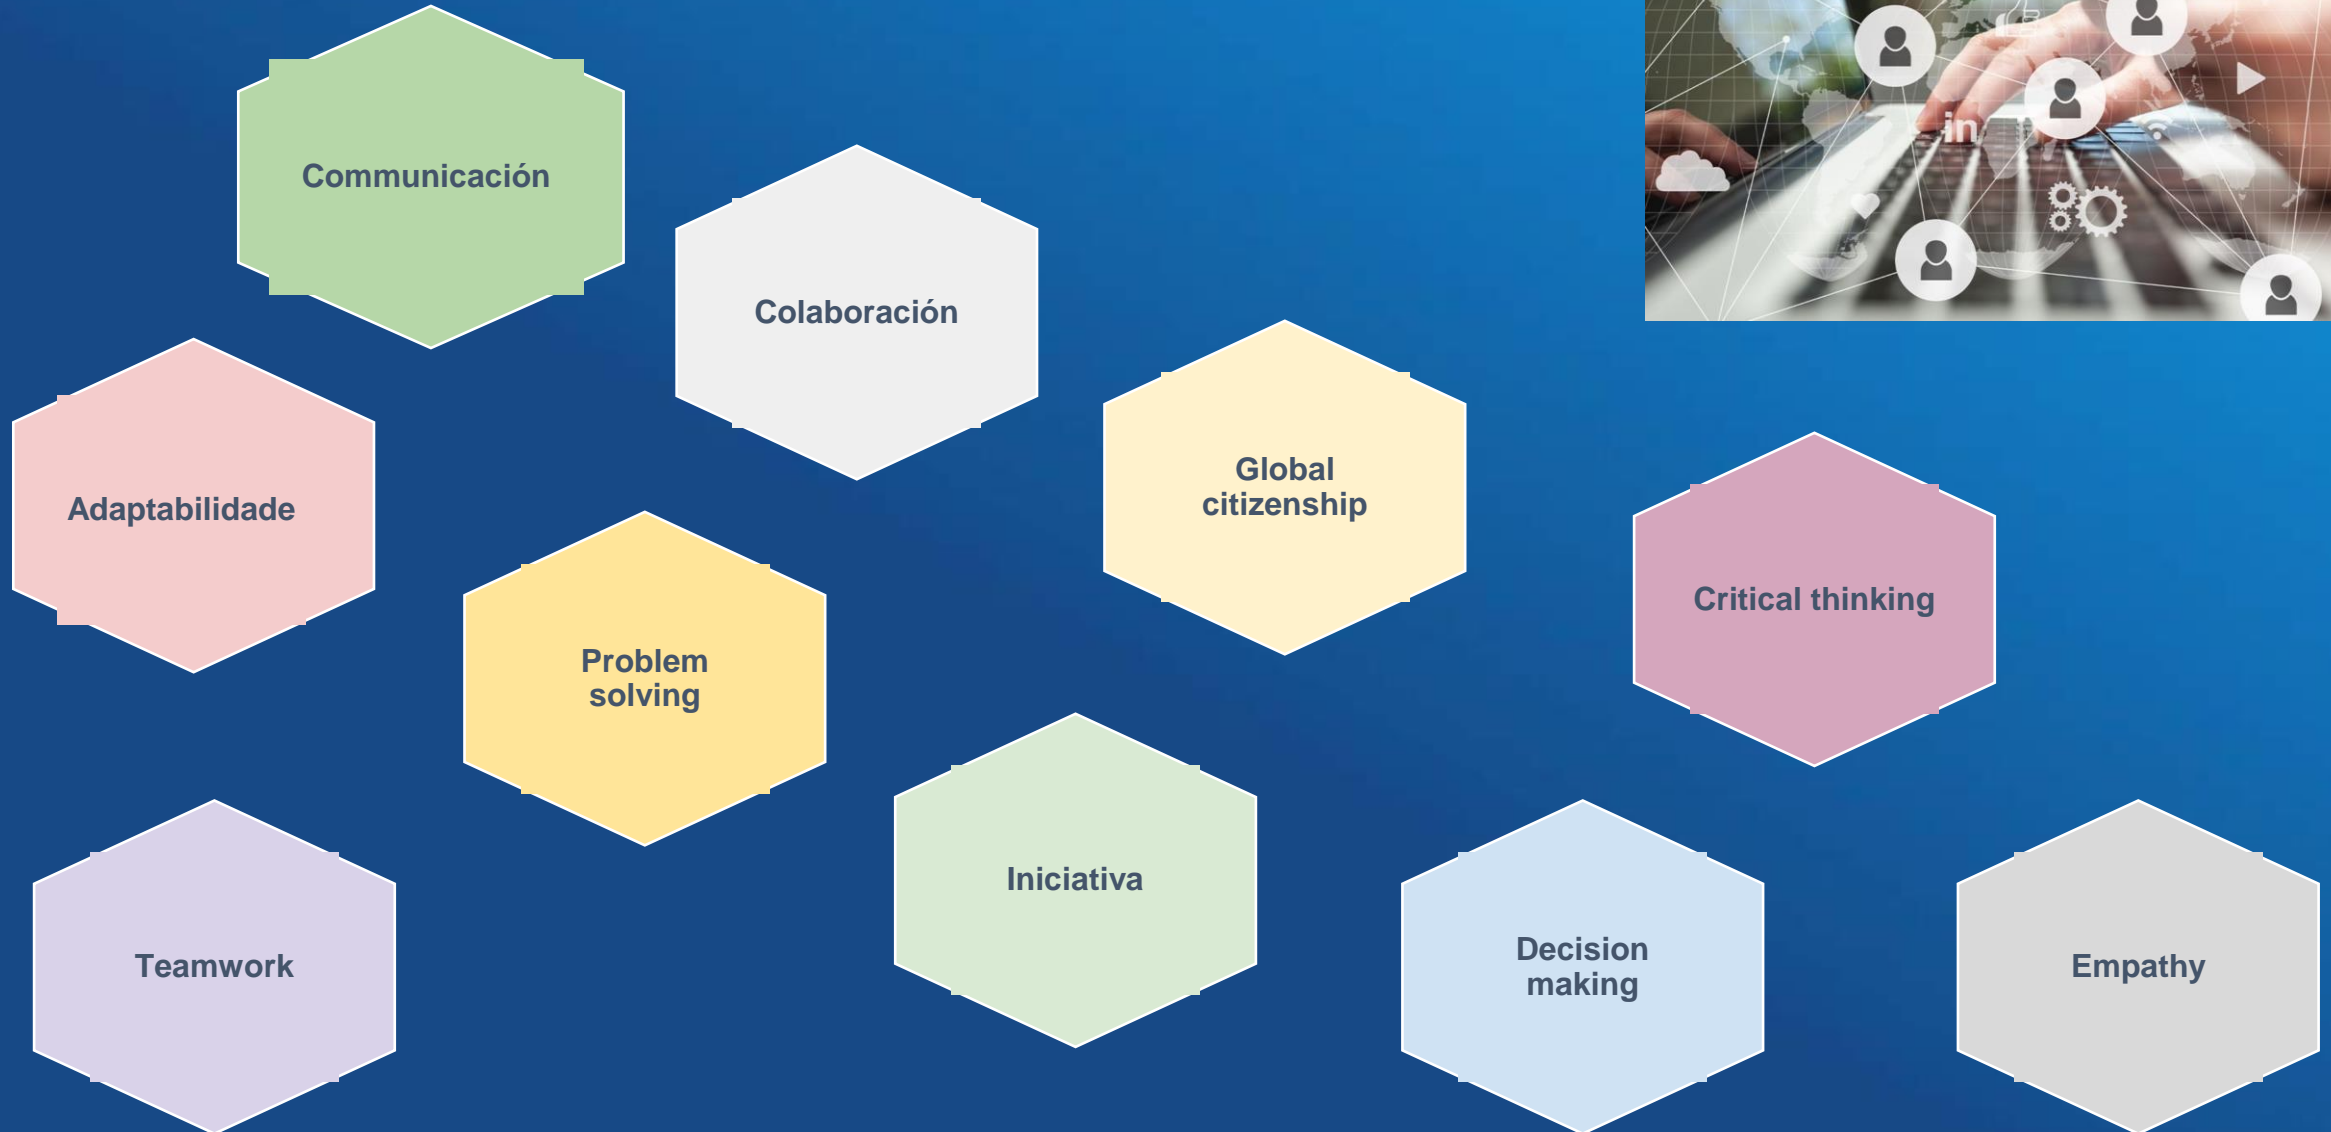 Communicación
Colaboración
in
Global
citizenship
Adaptabilidade
Critical thinking
Problem
solving
Iniciativa
Teamwork
Decision
making
Empathy